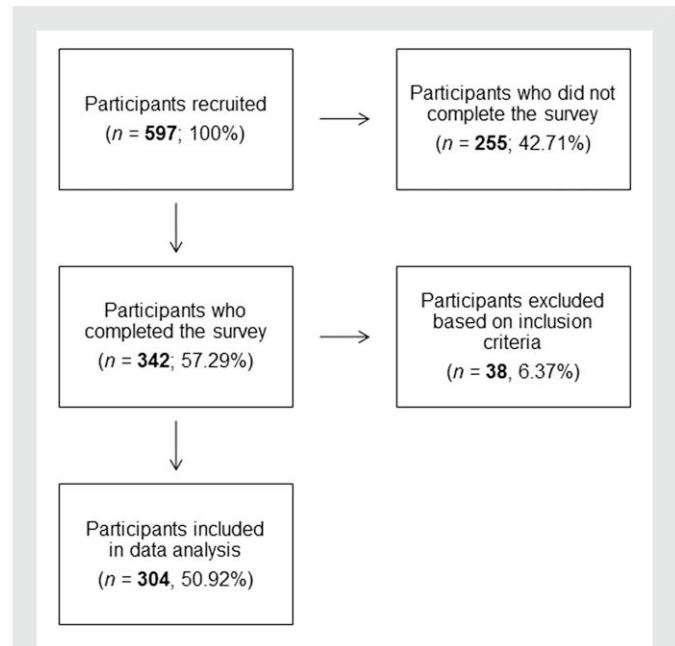 Participants recruited
(n = 597; 100%)
Participants who did not
complete the survey
(n = 255; 42.71%)
Participants who
completed the survey
(n = 342; 57.29%)
Participants excluded
based on inclusion
criteria
(n = 38, 6.37%)
Participants included
in data analysis
(n = 304, 50.92%)